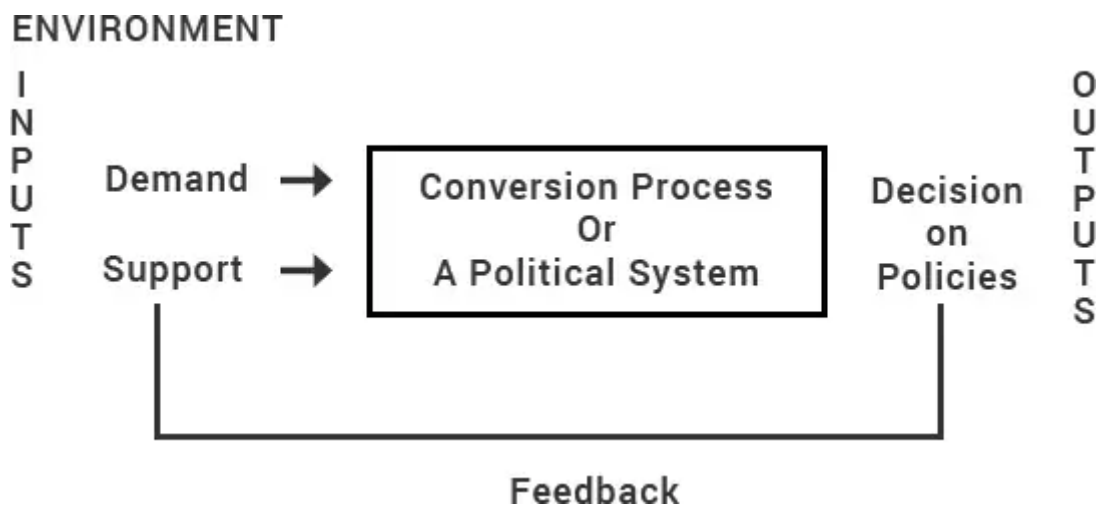 ENVIRONMENT
INPUTS
Demand
Support
Conversion Process
Or
A Political System
Decision
on
Policies
OUTPUTS
Feedback